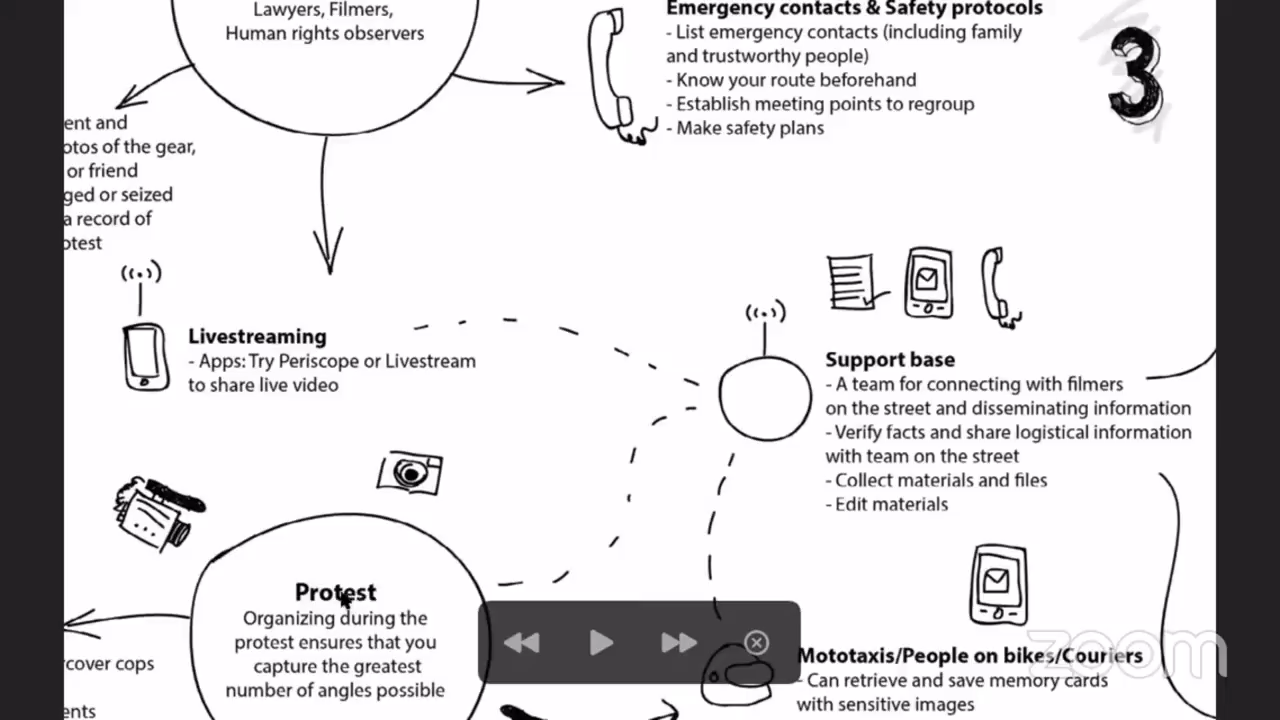 Lawyers, Filmers,
Human rights observers
Emergency contacts & Safety protocols
- List emergency contacts (including family
and trustworthy people)
- Know your route beforehand
- Establish meeting points to regroup
- Make safety plans
3
ent and
otos of the gear,
or friend
ged or seized
a record of
otest
Livestreaming
- Apps: Try Periscope or Livestream
to share live video
Support base
- A team for connecting with filmers
on the street and disseminating information
- Verify facts and share logistical information
with team on the street
- Collect materials and files
- Edit materials
Protest
Organizing during the
protest ensures that you
capture the greatest
number of angles possible
rcover cops
ents
Mototaxis/People on bikes/Couriers
- Can retrieve and save memory cards
with sensitive images
zoom